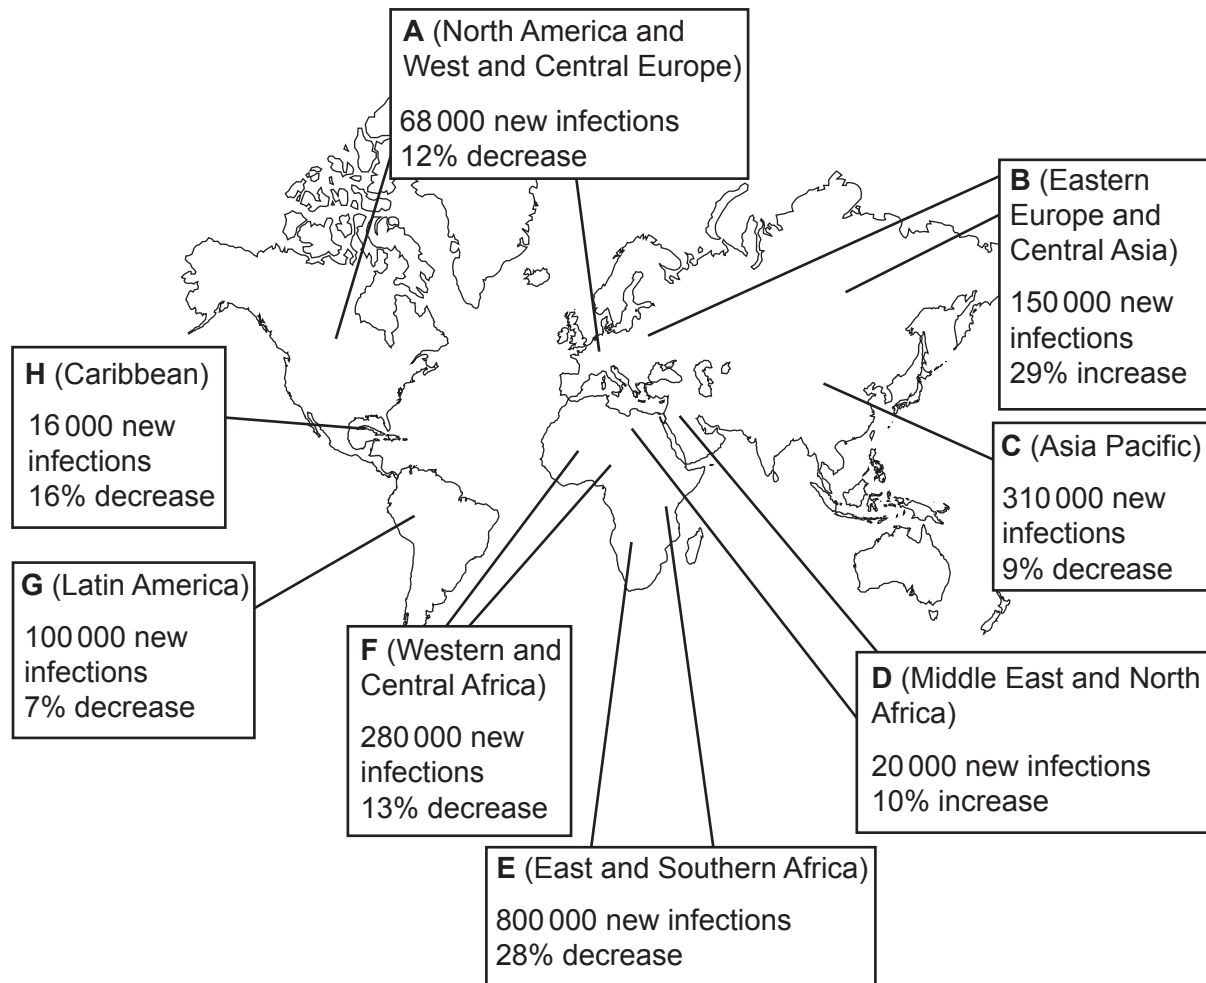 A (North America and
West and Central Europe)
68 000 new infections
12% decrease
B (Eastern
Europe and
Central Asia)
150 000 new
infections
29% increase
H (Caribbean)
16 000 new
infections
16% decrease
C (Asia Pacific)
310 000 new
infections
9% decrease
G (Latin America)
100 000 new
infections
7% decrease
F (Western and
Central Africa)
280 000 new
infections
13% decrease
D (Middle East and North
Africa)
20 000 new infections
10% increase
E (East and Southern Africa)
800 000 new infections
28% decrease